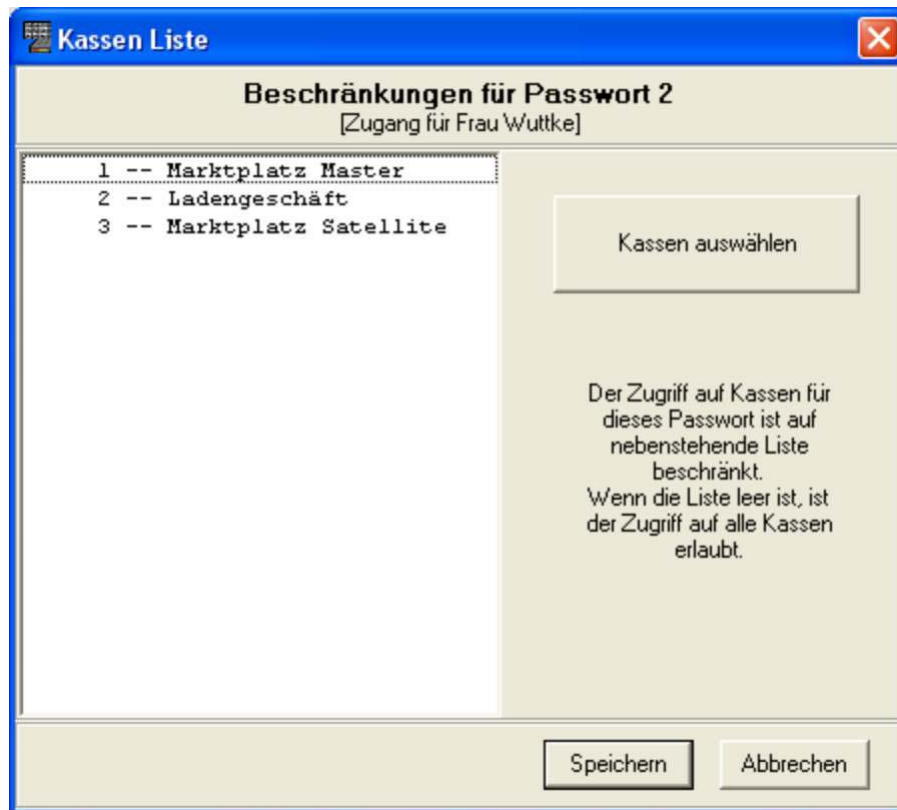 Kassen Liste
Beschränkungen für Passwort 2
[Zugang für Frau Wuttke]
1 -- Marktplatz Master
2 -- Ladengeschäft
3 -- Marktplatz Satellite
Kassen auswählen
Der Zugriff auf Kassen für
dieses Passwort ist auf
nebenstehende Liste
beschränkt.
Wenn die Liste leer ist, ist
der Zugriff auf alle Kassen
erlaubt.
Speichern
Abbrechen